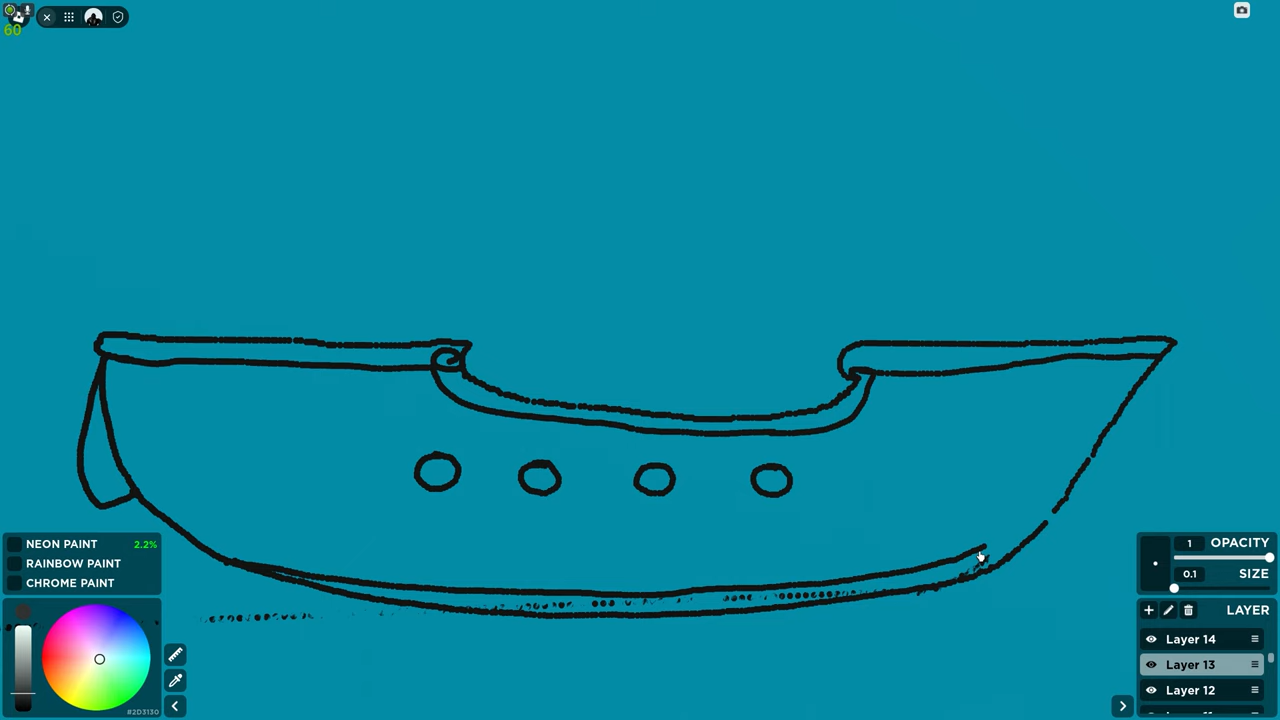 60
NEON PAINT 2.2%
RAINBOW PAINT
CHROME PAINT
#2D3130
1 OPACITY
0.1 SIZE
LAYER
Layer 14
Layer 13
Layer 12